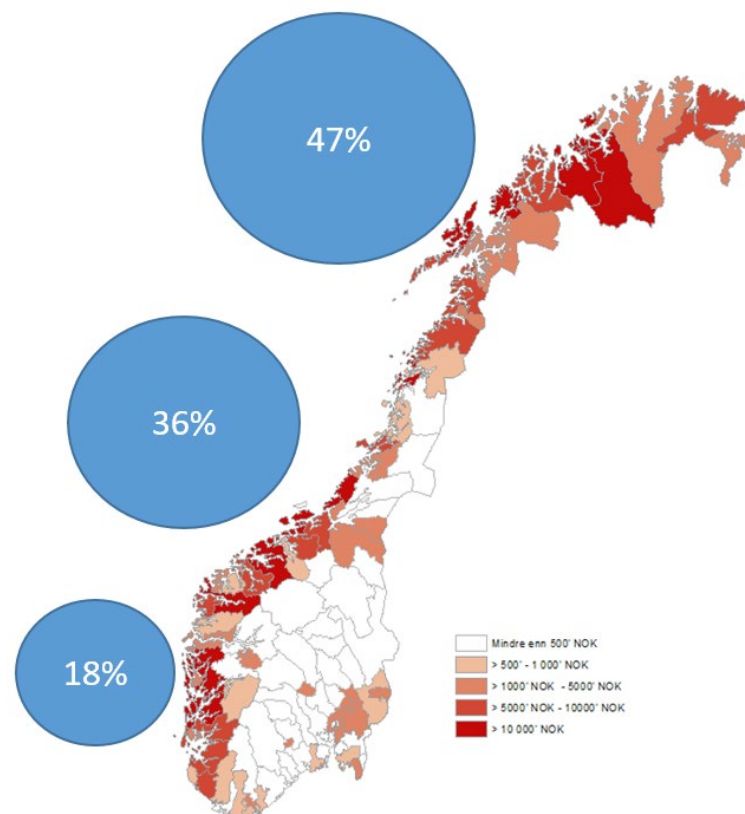 47%
36%
18%
Mindre enn 500' NOK
> 500' - 1 000' NOK
> 1000' NOK - 5000' NOK
> 5000' NOK - 10000' NOK
> 10 000' NOK